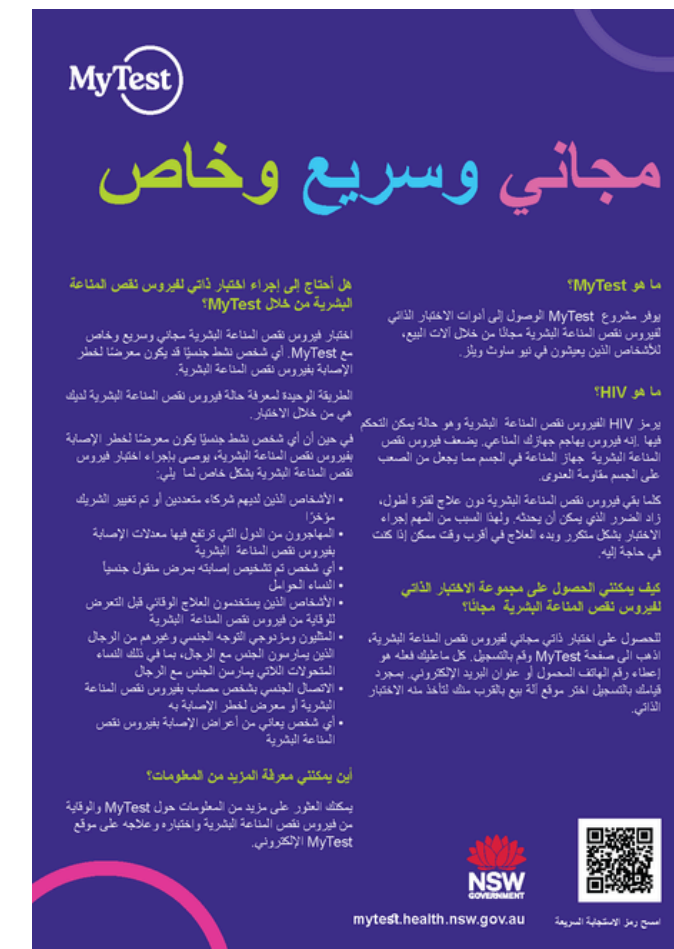 MyTest
مجاني وسريع وخاص
ما هو MyTest؟
يوفر مشروع MyTest الوصول إلى أدوات الاختبار الذاتي
لفيروس نقص المناعة البشرية مجانًا من خلال آلات البيع،
للأشخاص الذين يعيشون في نيو ساوث ويلز.
ما هو HIV؟
يرمز HIV الفيروس نقص المناعة البشرية وهو حالة يمكن التحكم
فيها .إنه فيروس يهاجم جهازك المناعي. يضعف فيروس نقص
المناعة البشرية جهاز المناعة في الجسم مما يجعل من الصعب
على الجسم مقاومة العدوى.
كلما بقي فيروس نقص المناعة البشرية دون علاج لفترة أطول،
زاد الضرر الذي يمكن أن يحدثه. ولهذا السبب من المهم إجراء
الاختبار بشكل متكرر وبدء العلاج في أقرب وقت ممكن إذا كنت
في حاجة إليه.
كيف يمكنني الحصول على مجموعة الاختبار الذاتي
لفيروس نقص المناعة البشرية مجانًا؟
للحصول على اختبار ذاتي مجاني لفيروس نقص المناعة البشرية،
اذهب الى صفحة MyTest وقم بالتسجيل. كل ماعليك فعله هو
إعطاء رقم الهاتف المحمول أو عنوان البريد الإلكتروني. بمجرد
قيامك بالتسجيل اختر موقع آلة بيع بالقرب منك لتأخذ منه الاختبار
الذاتي.
هل أحتاج إلى إجراء اختبار ذاتي لفيروس نقص المناعة
البشرية من خلال MyTest؟
اختبار فيروس نقص المناعة البشرية مجاني وسريع وخاص
مع MyTest. أي شخص نشط جنسيًا قد يكون معرضًا لخطر
الإصابة بفيروس نقص المناعة البشرية.
الطريقة الوحيدة لمعرفة حالة فيروس نقص المناعة البشرية لديك
هي من خلال الاختبار.
في حين أن أي شخص نشط جنسيًا يكون معرضًا لخطر الإصابة
بفيروس نقص المناعة البشرية، يوصى بإجراء اختبار فيروس
نقص المناعة البشرية بشكل خاص لما يلي:
• الأشخاص الذين لديهم شركاء متعددين أو تم تغيير الشريك
مؤخرًا
• المهاجرون من الدول التي ترتفع فيها معدلات الإصابة
بفيروس نقص المناعة البشرية
• أي شخص تم تشخيص إصابته بمرض منقول جنسياً
• النساء الحوامل
• الأشخاص الذين يستخدمون العلاج الوقائي قبل التعرض
للوقاية من فيروس نقص المناعة البشرية
• المثليون ومزدوجي التوجه الجنسي وغيرهم من الرجال
الذين يمارسون الجنس مع الرجال، بما في ذلك النساء
المتحولات اللاتي يمارسن الجنس مع الرجال
• الاتصال الجنسي بشخص مصاب بفيروس نقص المناعة
البشرية أو معرض لخطر الإصابة به
• أي شخص يعاني من أعراض الإصابة بفيروس نقص
المناعة البشرية
أين يمكنني معرفة المزيد من المعلومات؟
يمكنك العثور على مزيد من المعلومات حول MyTest والوقاية
من فيروس نقص المناعة البشرية واختباره وعلاجه على موقع
MyTest الإلكتروني.
NSW
GOVERNMENT
امسح رمز الاستجابة السريعة
mytest.health.nsw.gov.au